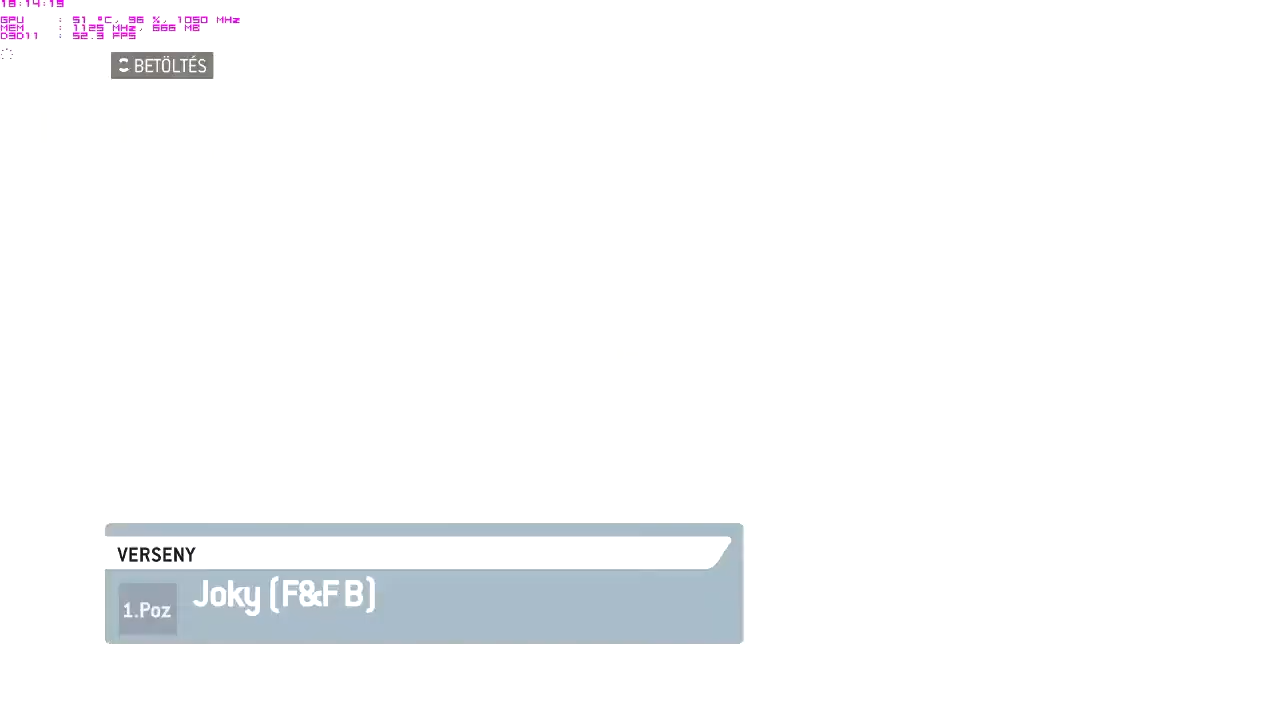 18:14:19
GPU : 51 °C, 96 %, 1050 MHz
MEM : 1125 MHz, 666 MB
D3D11 : 52.3 FPS
BETÖLTÉS
VERSENY
1.Poz
Joky (F&F B)